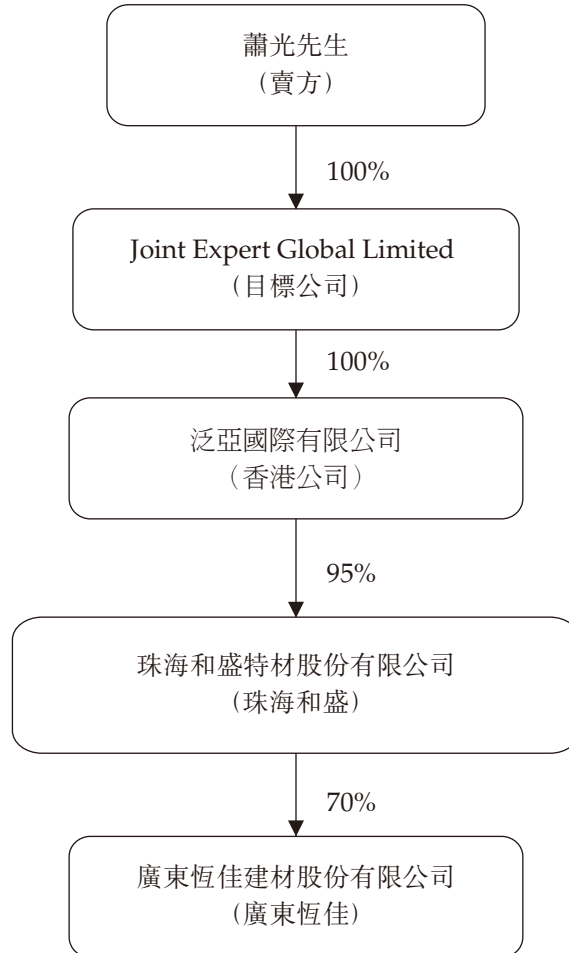 蕭光先生
(賣方)
100%
Joint Expert Global Limited
(目標公司)
100%
泛亞國際有限公司
(香港公司)
95%
珠海和盛特材股份有限公司
(珠海和盛)
70%
廣東恆佳建材股份有限公司
(廣東恆佳)